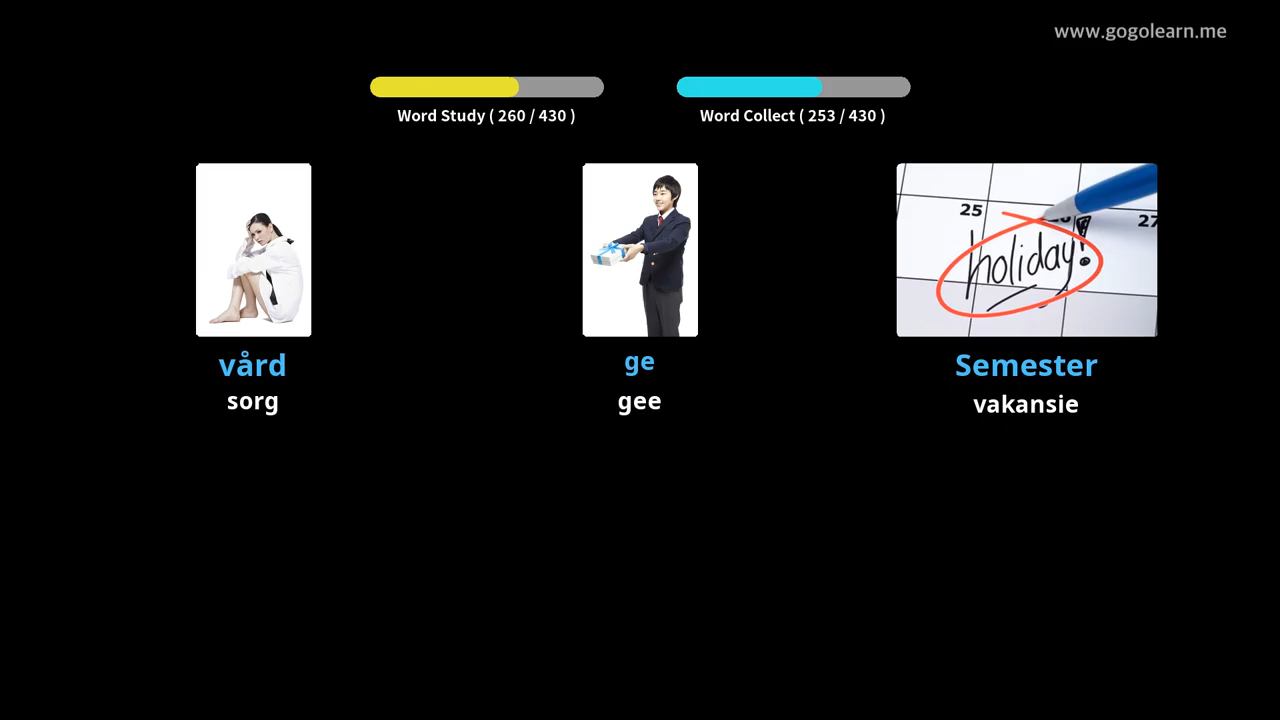 www.gogolearn.me
Word Study ( 260 / 430 )
Word Collect ( 253 / 430 )
25
27
holiday!
vård
ge
Semester
sorg
gee
vakansie